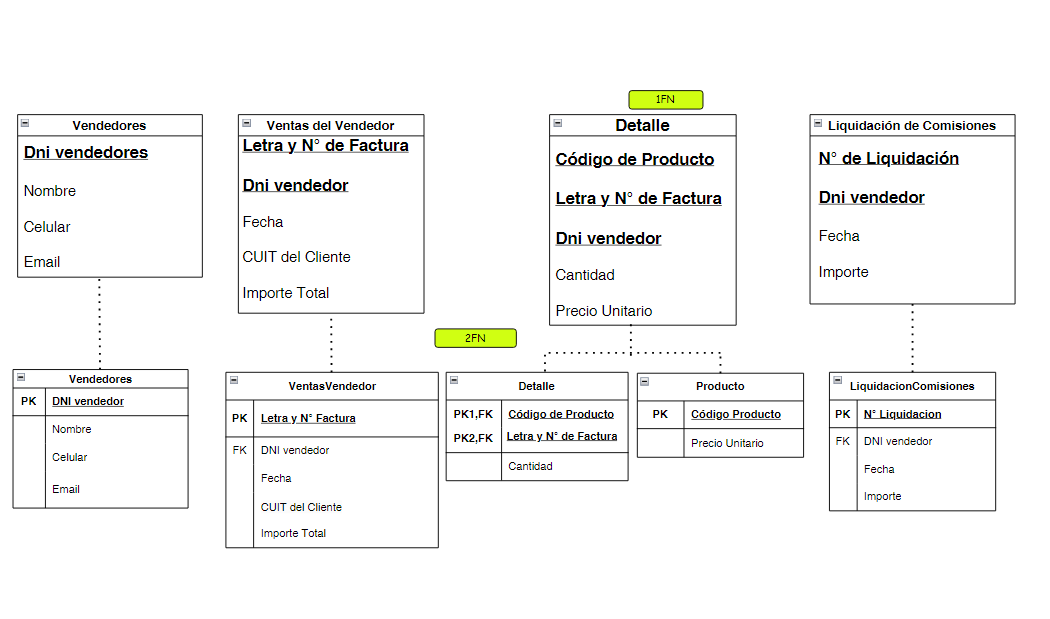 1FN
Vendedores
Dni vendedores
Nombre
Celular
Email
Ventas del Vendedor
Letra y N° de Factura
Dni vendedor
Fecha
CUIT del Cliente
Importe Total
Detalle
Código de Producto
Letra y N° de Factura
Dni vendedor
Cantidad
Precio Unitario
Liquidación de Comisiones
N° de Liquidación
Dni vendedor
Fecha
Importe
2FN
Vendedores
PK DNI vendedor
Nombre
Celular
Email
VentasVendedor
PK Letra y N° Factura
FK DNI vendedor
Fecha
CUIT del Cliente
Importe Total
Detalle
PK1,FK Código de Producto
PK2,FK Letra y N° de Factura
Cantidad
Producto
PK Código Producto
Precio Unitario
LiquidacionComisiones
PK N° Liquidacion
FK DNI vendedor
Fecha
Importe